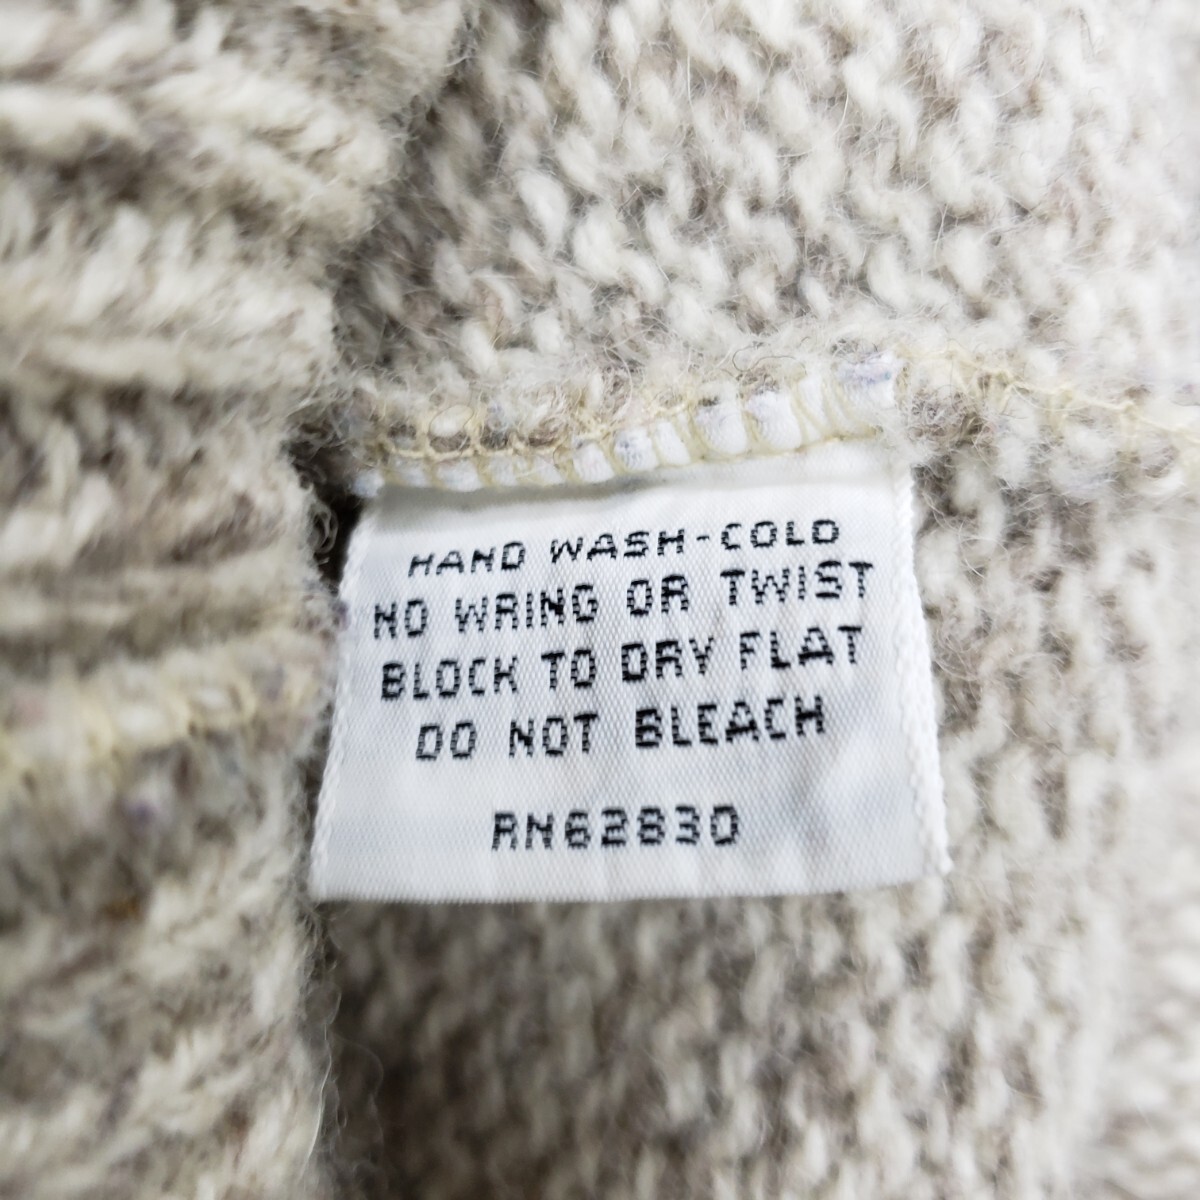 HAND WASH-COLD
NO WRING OR TWIST
BLOCK TO DRY FLAT
DO NOT BLEACH
RN62830